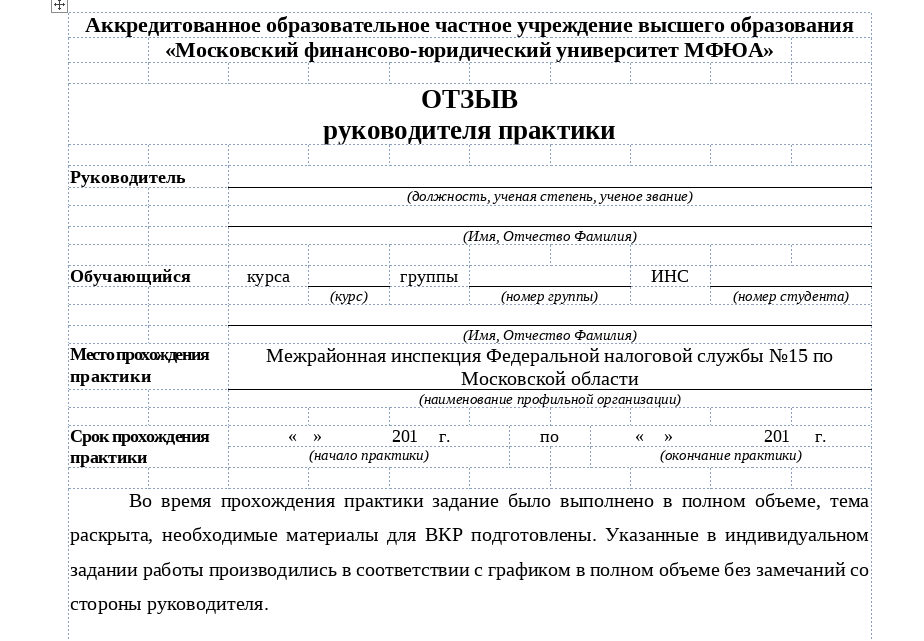 Аккредитованное образовательное частное учреждение высшего образования
«Московский финансово-юридический университет МФЮА»
ОТЗЫВ
руководителя практики
Руководитель
(должность, ученая степень, ученое звание)
(Имя, Отчество Фамилия)
Обучающийся курса группы ИНС
(курс) (номер группы) (номер студента)
(Имя, Отчество Фамилия)
Место прохождения Межрайонная инспекция Федеральной налоговой службы №15 по
практики Московской области
(наименование профильной организации)
Срок прохождения « » 201 г. по « » 201 г.
практики (начало практики) (окончание практики)
Во время прохождения практики задание было выполнено в полном объеме, тема
раскрыта, необходимые материалы для ВКР подготовлены. Указанные в индивидуальном
задании работы производились в соответствии с графиком в полном объеме без замечаний со
стороны руководителя.